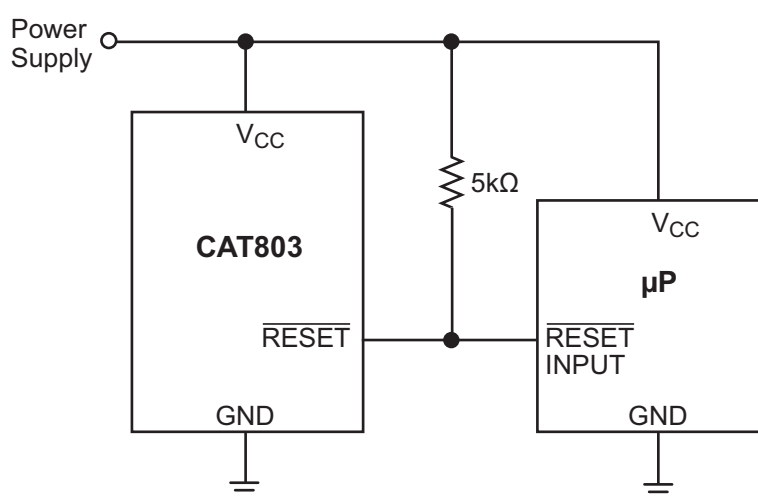 Power
Supply
VCC
CAT803
RESET
GND
5kΩ
VCC
µP
RESET
INPUT
GND